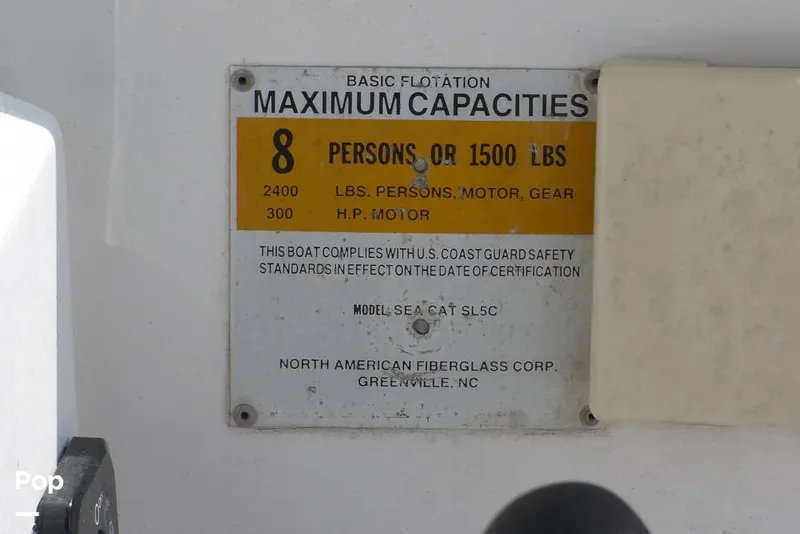 BASIC FLOTATION
MAXIMUM CAPACITIES
8 PERSONS OR 1500 LBS
2400 LBS. PERSONS, MOTOR, GEAR
300 H.P. MOTOR
THIS BOAT COMPLIES WITH U.S. COAST GUARD SAFETY
STANDARDS IN EFFECT ON THE DATE OF CERTIFICATION
MODEL: SEA CAT SL5C
NORTH AMERICAN FIBERGLASS CORP.
GREENVILLE, NC
Pop